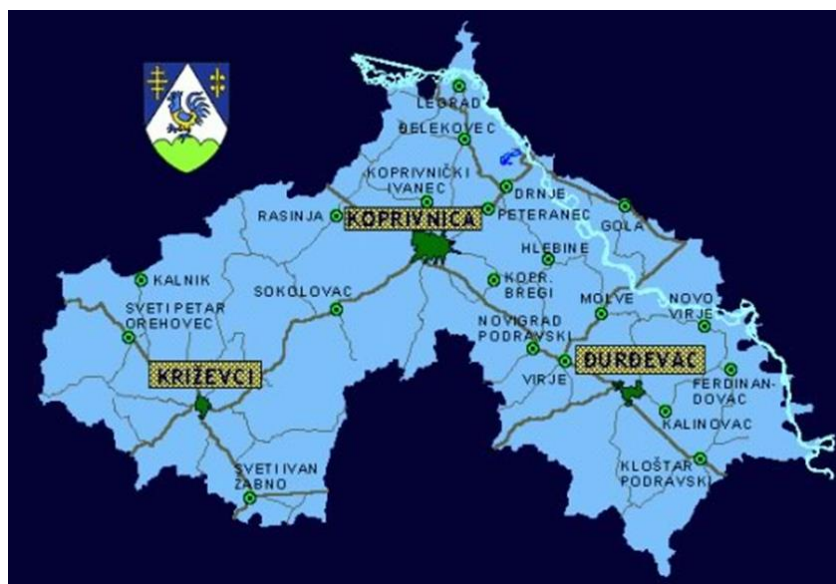 LEGRAD
ĐELEKOVEC
KOPRIVNIČKI
IVANEC
DRNJE
RASINJA
KOPRIVNICA
PETERANEC
GOLA
HLEBINE
KALNIK
KOPR.
BREGI
SOKOLOVAC
MOLVE
NOVO
VIRJE
SVETI PETAR
OREHOVEC
NOVIGRAD
PODRAVSKI
ĐURĐEVAC
KRIŽEVCI
VIRJE
FERDINAN-
DOVAC
KALINOVAC
SVETI IVAN
ŽABNO
KLOŠTAR
PODRAVSKI